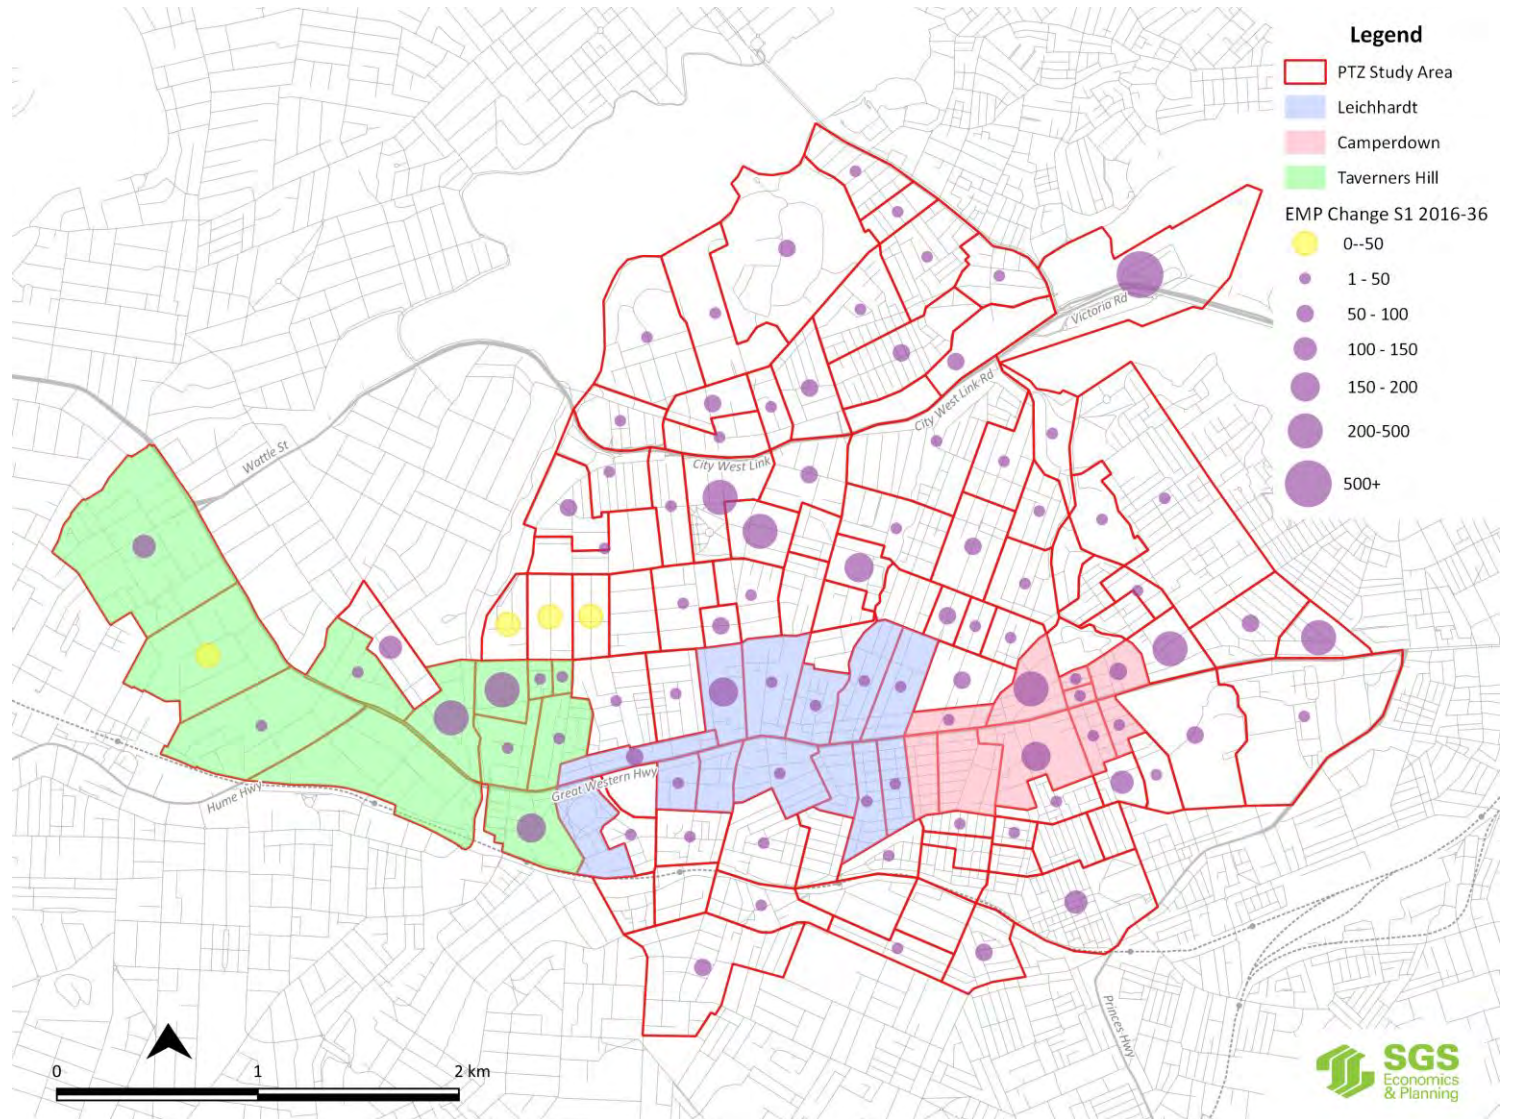 Legend
PTZ Study Area
Leichhardt
Camperdown
Taverners Hill
EMP Change S1 2016-36
0--50
1 - 50
50 - 100
100 - 150
150 - 200
200-500
500+
Victoria Rd
City West Link Rd
Wattle St
City West Link
Great Western Hwy
Hume Hwy
Princes Hwy
0 1 2 km
SGS
Economics
& Planning